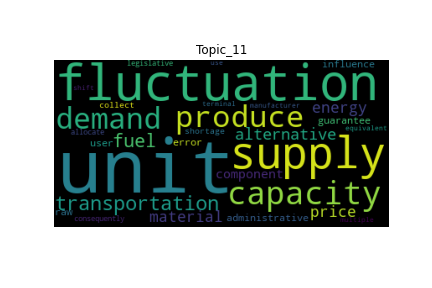 Topic_11
legislative use influence
fluctuation
shift
collect terminal manufacturer energy
demand produce guarantee
allocate shortage alternative equivalent
user fuel error
unit supply
component
capacity
transportation
raw material administrative price
consequently multiple